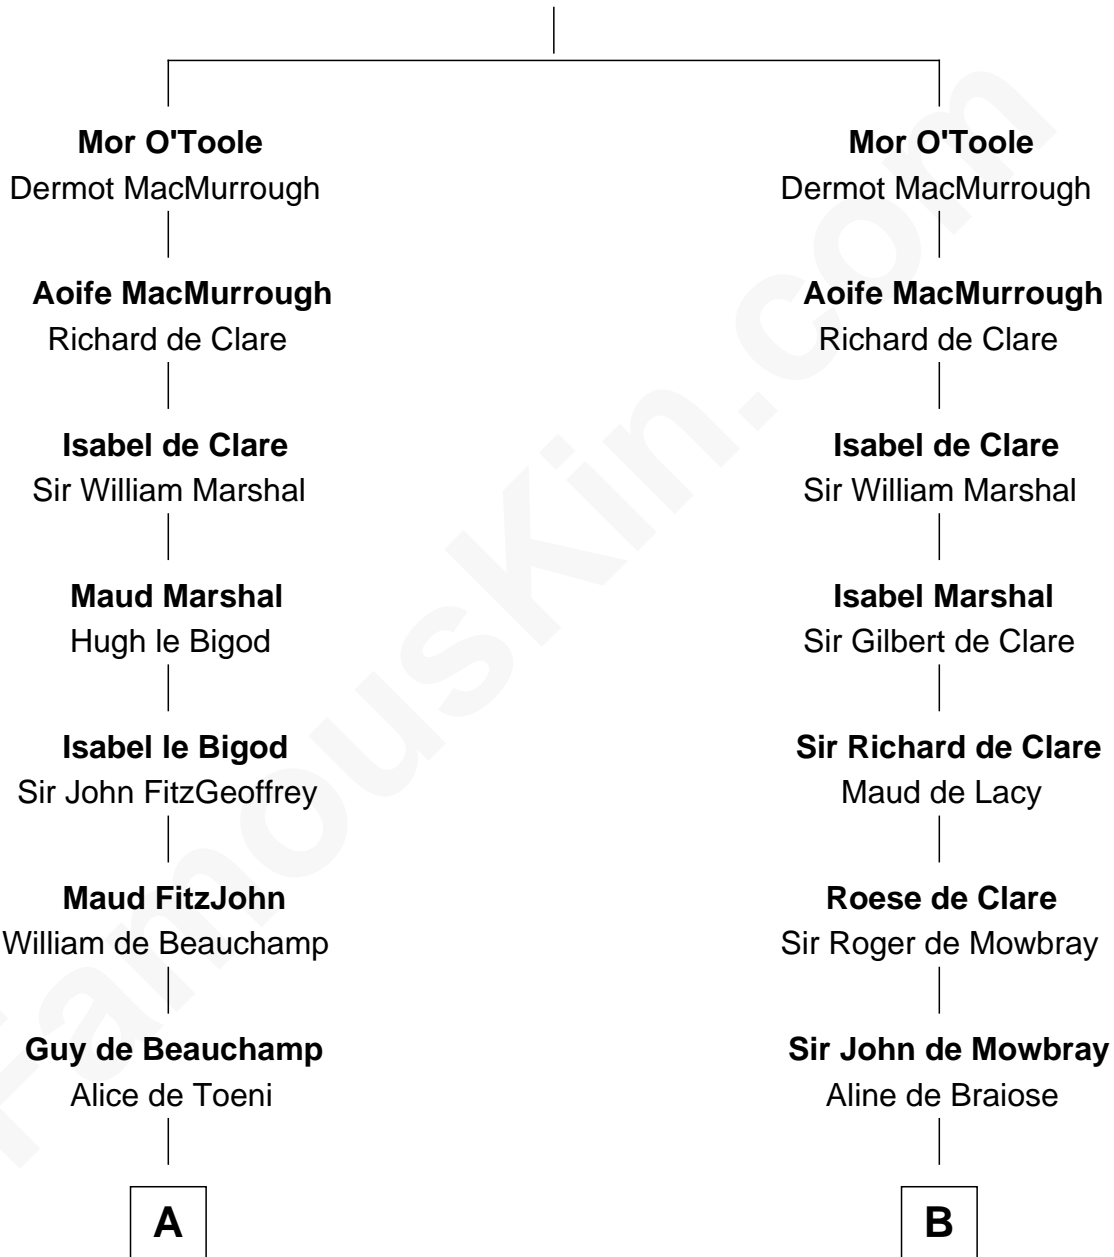 Mor O'Toole
Dermot MacMurrough
Aoife MacMurrough
Richard de Clare
Isabel de Clare
Sir William Marshal
Maud Marshal
Hugh le Bigod
Isabel le Bigod
Sir John FitzGeoffrey
Maud FitzJohn
William de Beauchamp
Guy de Beauchamp
Alice de Toeni
A
Mor O'Toole
Dermot MacMurrough
Aoife MacMurrough
Richard de Clare
Isabel de Clare
Sir William Marshal
Isabel Marshal
Sir Gilbert de Clare
Sir Richard de Clare
Maud de Lacy
Roese de Clare
Sir Roger de Mowbray
Sir John de Mowbray
Aline de Braiose
B
FamousKin.com